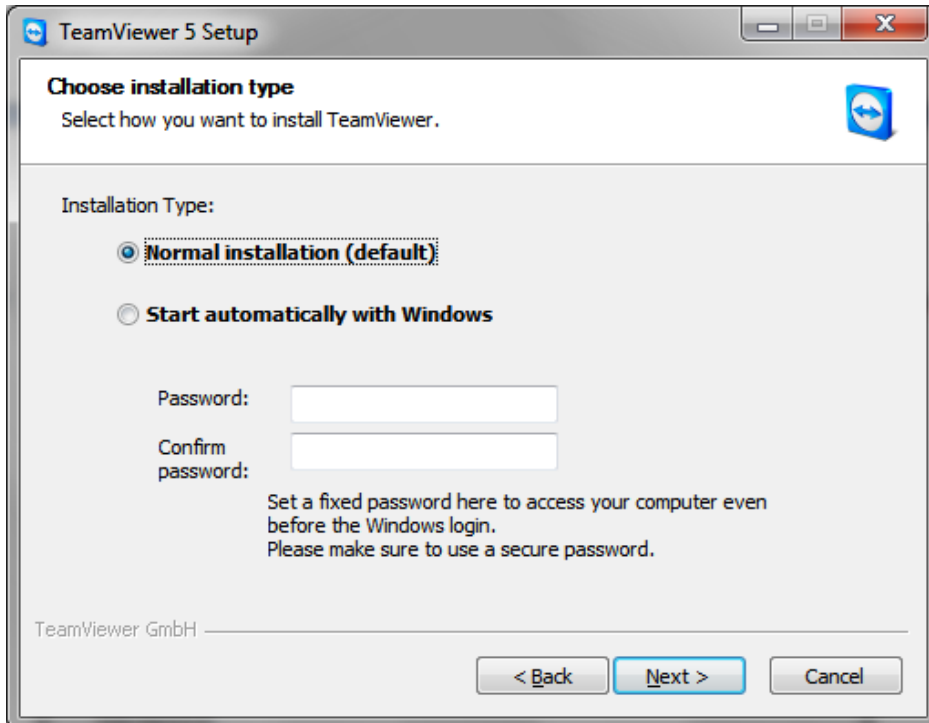 TeamViewer 5 Setup
Choose installation type
Select how you want to install TeamViewer.
Installation Type:
Normal installation (default)
Start automatically with Windows
Password:
Confirm
password:
Set a fixed password here to access your computer even
before the Windows login.
Please make sure to use a secure password.
TeamViewer GmbH
< Back Next > Cancel